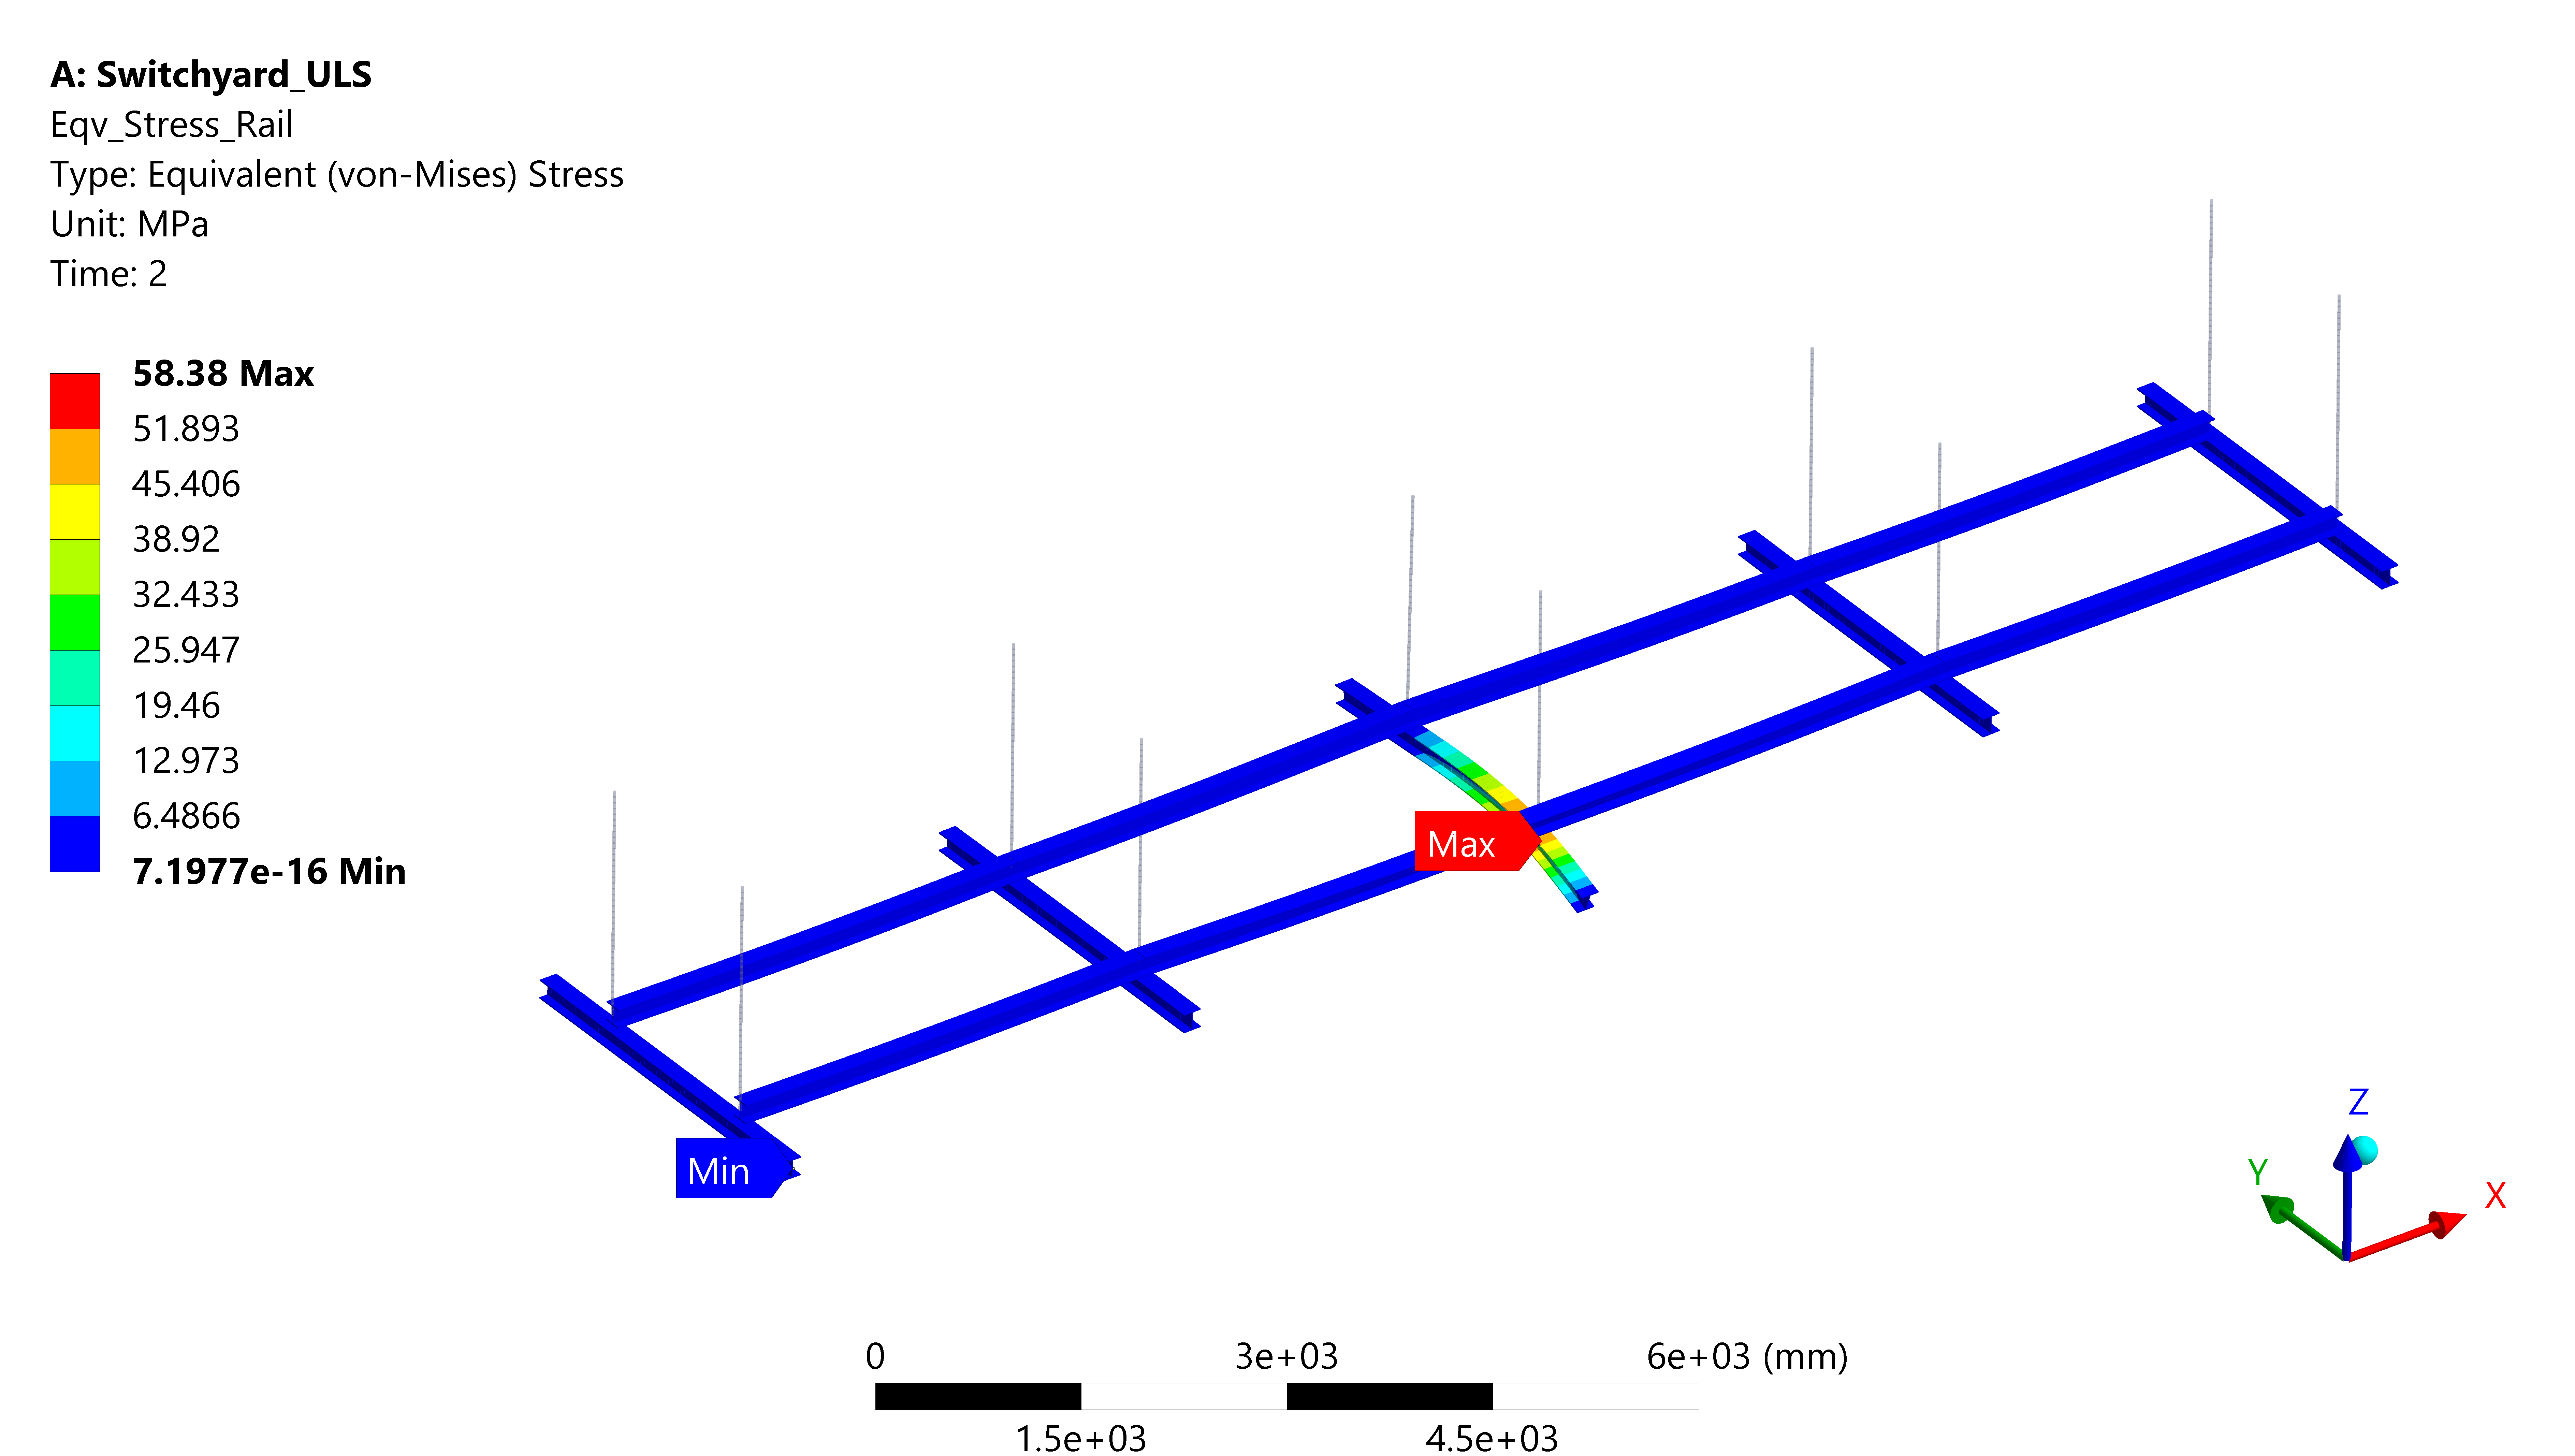 A: Switchyard_ULS
Eqv_Stress_Rail
Type: Equivalent (von-Mises) Stress
Unit: MPa
Time: 2
58.38 Max
51.893
45.406
38.92
32.433
25.947
19.46
12.973
6.4866
7.1977e-16 Min
Max
Min
Z
Y
X
0 3e+03 6e+03 (mm)
1.5e+03 4.5e+03